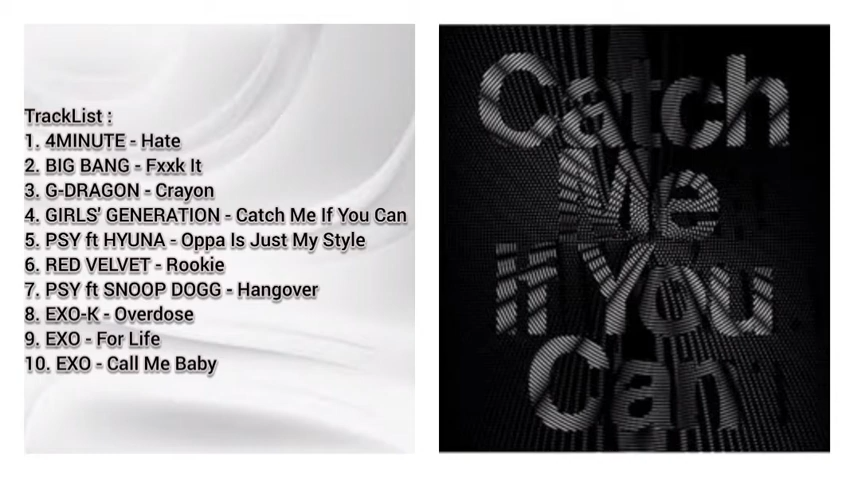 TrackList :
1. 4MINUTE - Hate
2. BIG BANG - Fxxk It
3. G-DRAGON - Crayon
4. GIRLS' GENERATION - Catch Me If You Can
5. PSY ft HYUNA - Oppa Is Just My Style
6. RED VELVET - Rookie
7. PSY ft SNOOP DOGG - Hangover
8. EXO-K - Overdose
9. EXO - For Life
10. EXO - Call Me Baby
Catch
Me
If You
Can